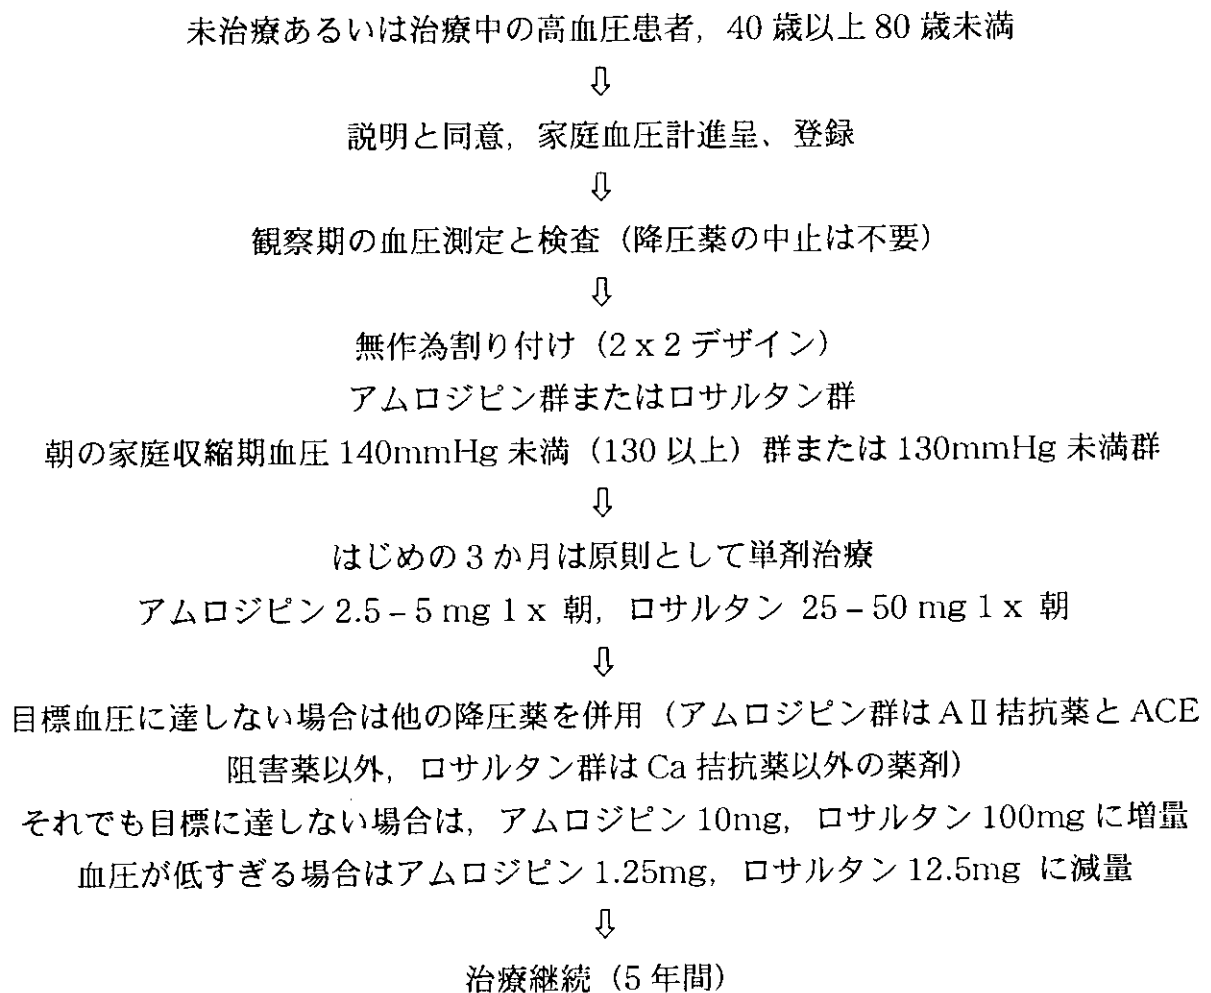 未治療あるいは治療中の高血圧患者，40 歳以上 80 歳未満
⇩
説明と同意，家庭血圧計進呈、登録
⇩
観察期の血圧測定と検査（降圧薬の中止は不要）
⇩
無作為割り付け（2 x 2 デザイン）
アムロジピン群またはロサルタン群
朝の家庭収縮期血圧 140mmHg 未満（130 以上）群または 130mmHg 未満群
⇩
はじめの 3 か月は原則として単剤治療
アムロジピン 2.5 – 5 mg 1 x 朝，ロサルタン 25 – 50 mg 1 x 朝
⇩
目標血圧に達しない場合は他の降圧薬を併用（アムロジピン群は AⅡ拮抗薬と ACE
阻害薬以外，ロサルタン群は Ca 拮抗薬以外の薬剤）
それでも目標に達しない場合は，アムロジピン 10mg，ロサルタン 100mg に増量
血圧が低すぎる場合はアムロジピン 1.25mg，ロサルタン 12.5mg に減量
⇩
治療継続（5 年間）